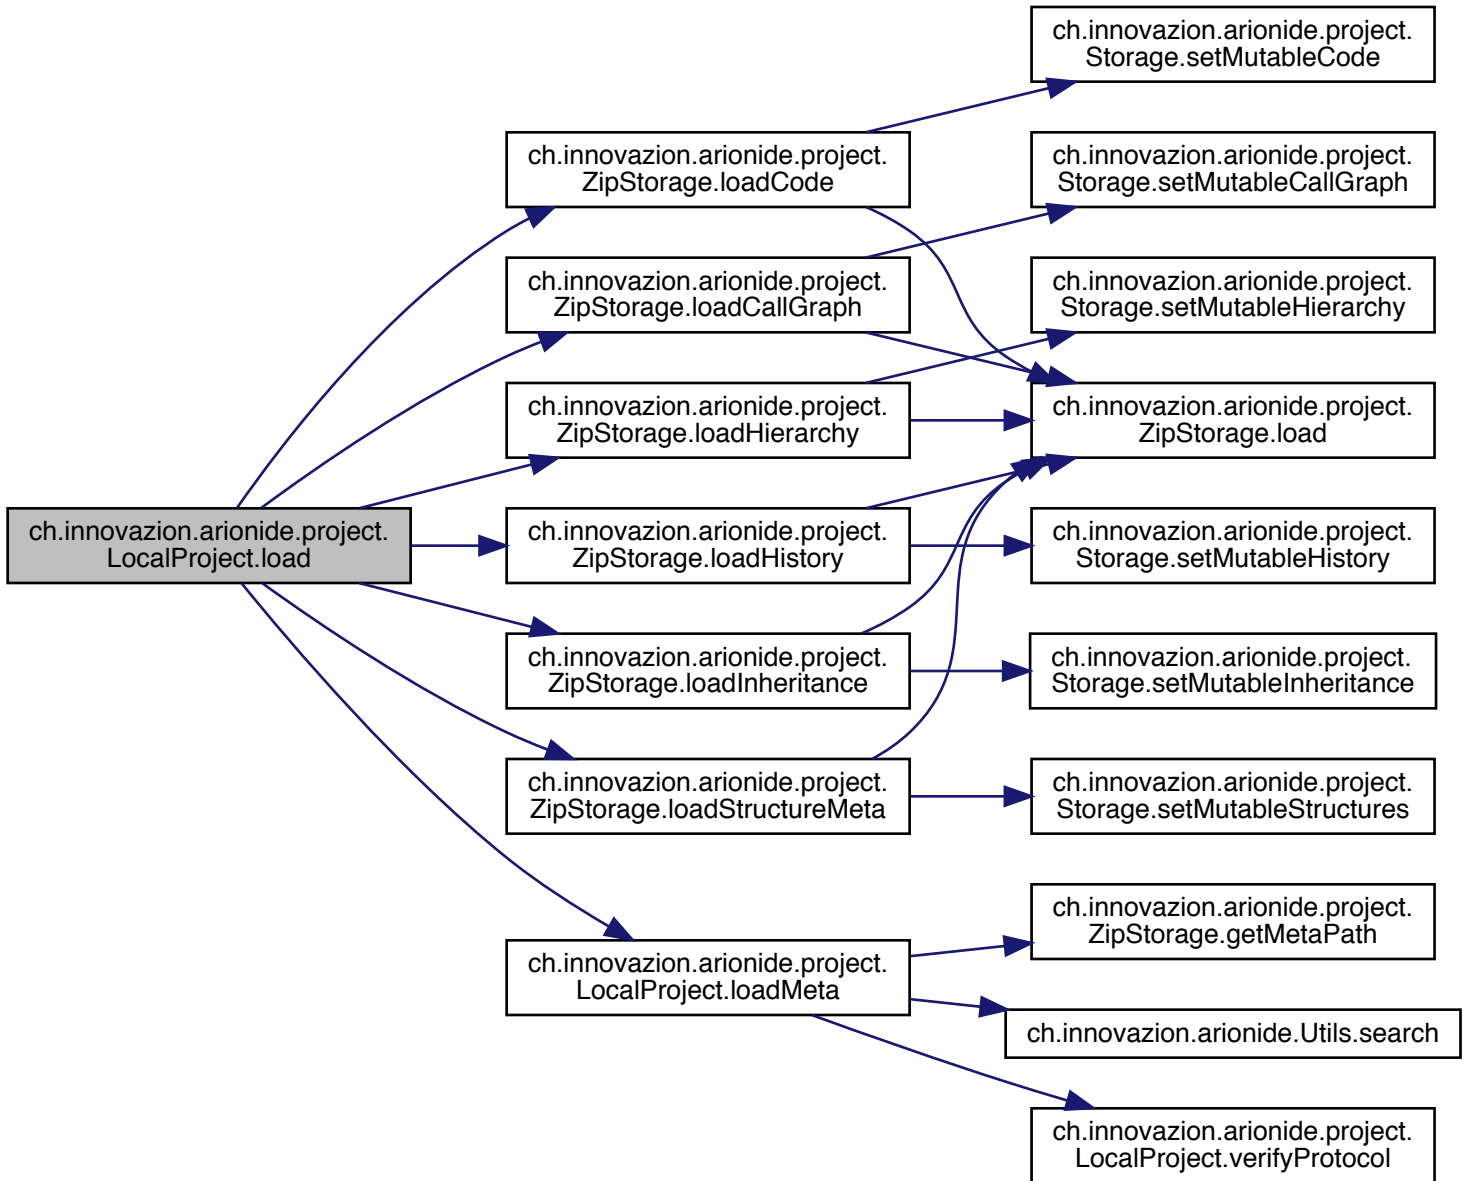 ch.innovazion.arionide.project.
LocalProject.load
ch.innovazion.arionide.project.
ZipStorage.loadCode
ch.innovazion.arionide.project.
ZipStorage.loadCallGraph
ch.innovazion.arionide.project.
ZipStorage.loadHierarchy
ch.innovazion.arionide.project.
ZipStorage.loadHistory
ch.innovazion.arionide.project.
ZipStorage.loadInheritance
ch.innovazion.arionide.project.
ZipStorage.loadStructureMeta
ch.innovazion.arionide.project.
LocalProject.loadMeta
ch.innovazion.arionide.project.
Storage.setMutableCode
ch.innovazion.arionide.project.
Storage.setMutableCallGraph
ch.innovazion.arionide.project.
Storage.setMutableHierarchy
ch.innovazion.arionide.project.
ZipStorage.load
ch.innovazion.arionide.project.
Storage.setMutableHistory
ch.innovazion.arionide.project.
Storage.setMutableInheritance
ch.innovazion.arionide.project.
Storage.setMutableStructures
ch.innovazion.arionide.project.
ZipStorage.getMetaPath
ch.innovazion.arionide.Utils.search
ch.innovazion.arionide.project.
LocalProject.verifyProtocol